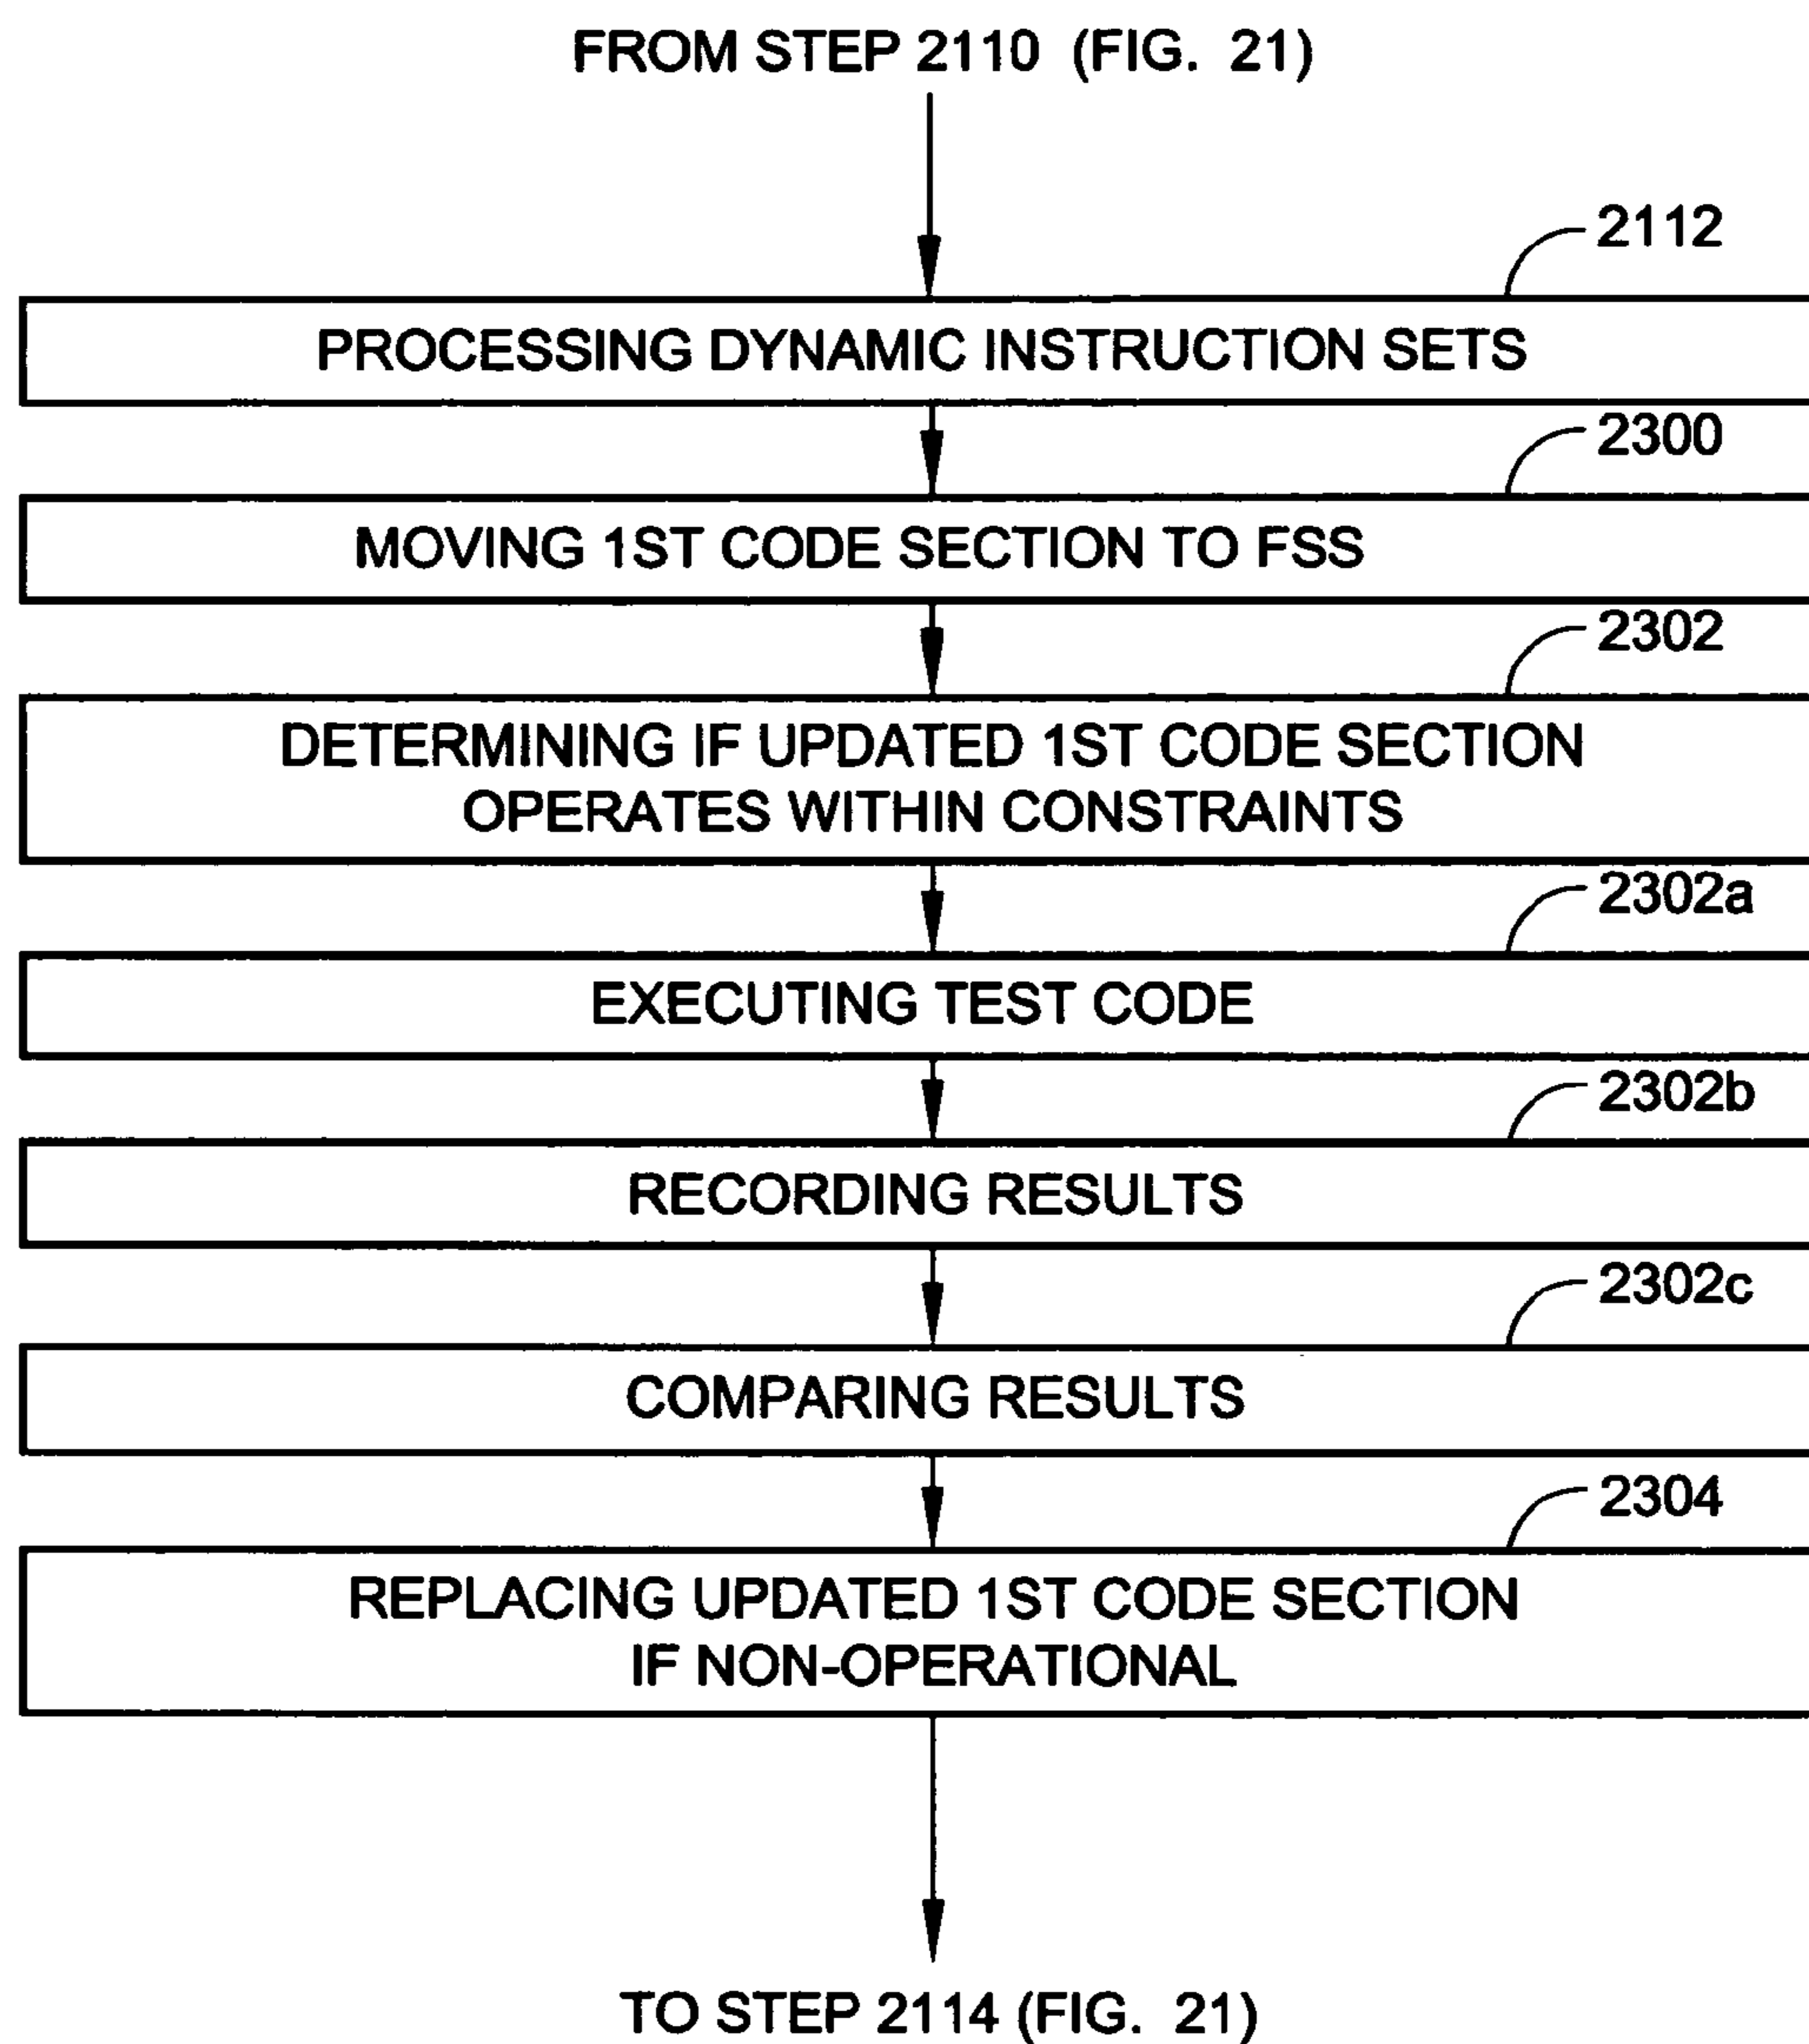 FROM STEP 2110 (FIG. 21)
2112
PROCESSING DYNAMIC INSTRUCTION SETS
2300
MOVING 1ST CODE SECTION TO FSS
2302
DETERMINING IF UPDATED 1ST CODE SECTION
OPERATES WITHIN CONSTRAINTS
2302a
EXECUTING TEST CODE
2302b
RECORDING RESULTS
2302c
COMPARING RESULTS
2304
REPLACING UPDATED 1ST CODE SECTION
IF NON-OPERATIONAL
TO STEP 2114 (FIG. 21)